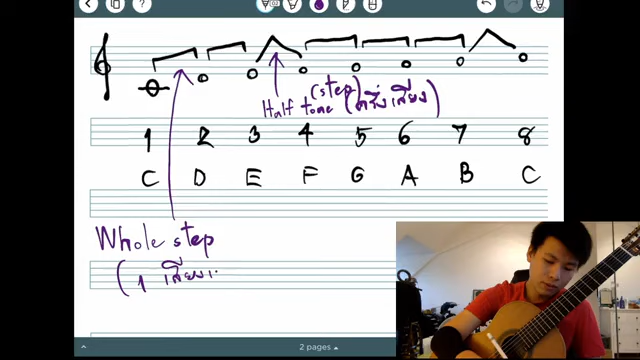 (step)
Half tone (ครึ่งเสียง)
1 2 3 4 5 6 7 8
C D E F G A B C
Whole step
(1 เสียงเ
2 pages